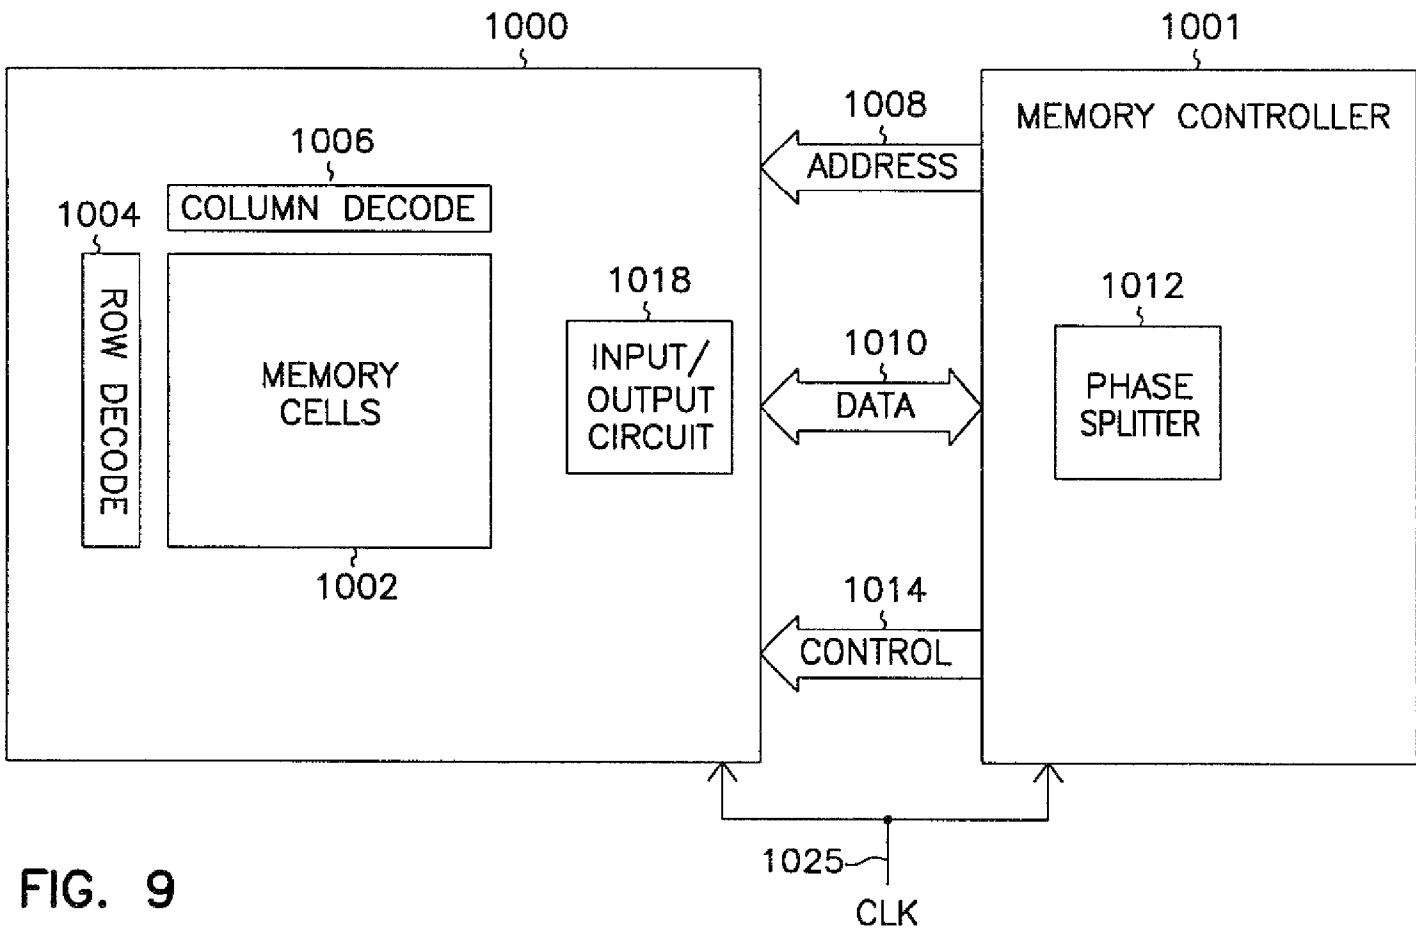 1000
1001
MEMORY CONTROLLER
1008
ADDRESS
1006
COLUMN DECODE
1004
ROW DECODE
MEMORY
CELLS
1002
1018
INPUT/
OUTPUT
CIRCUIT
1010
DATA
1012
PHASE
SPLITTER
1014
CONTROL
1025
CLK
FIG. 9